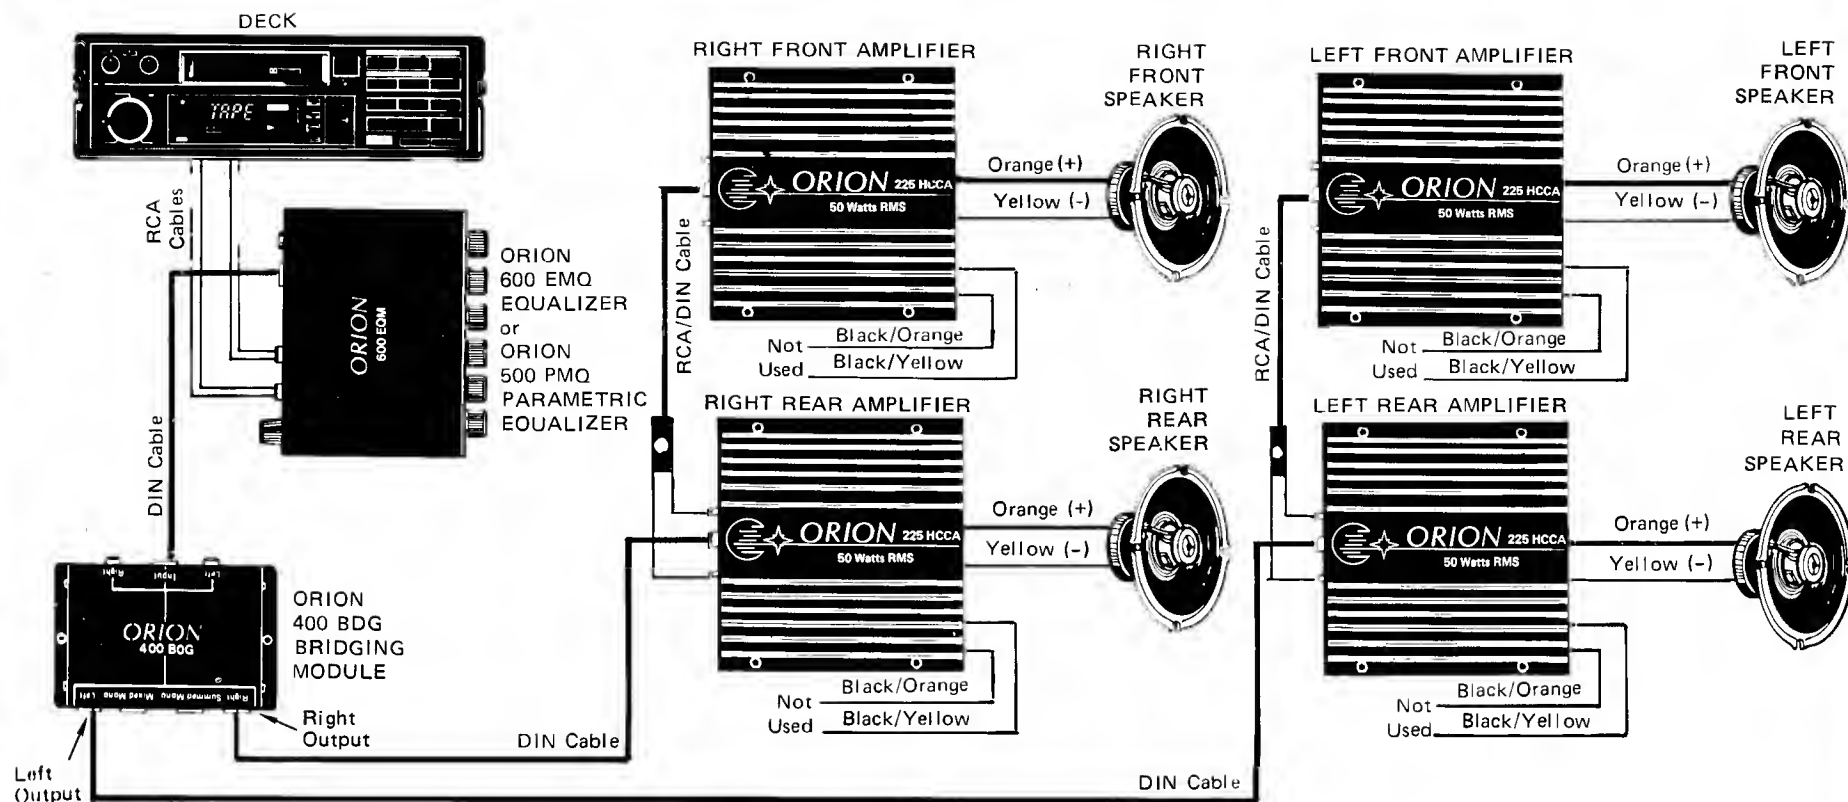 DECK
TAPE
RCA
Cables
ORION
600 EQM
ORION
600 EMQ
EQUALIZER
or
ORION
500 PMQ
PARAMETRIC
EQUALIZER
DIN Cable
Right
Input
Left
ORION
400 BDG
ORION
400 BDG
BRIDGING
MODULE
Right Summed Mono Mixed Mono Left
Right
Output
Left
Output
DIN Cable
DIN Cable
RIGHT FRONT AMPLIFIER
ORION 225 HCCA
50 Watts RMS
RIGHT
FRONT
SPEAKER
Orange (+)
Yellow (-)
RCA/DIN Cable
Not
Used
Black/Orange
Black/Yellow
RIGHT REAR AMPLIFIER
ORION 225 HCCA
50 Watts RMS
RIGHT
REAR
SPEAKER
Orange (+)
Yellow (-)
Not
Used
Black/Orange
Black/Yellow
LEFT FRONT AMPLIFIER
ORION 225 HCCA
50 Watts RMS
LEFT
FRONT
SPEAKER
Orange (+)
Yellow (-)
RCA/DIN Cable
Not
Used
Black/Orange
Black/Yellow
LEFT REAR AMPLIFIER
ORION 225 HCCA
50 Watts RMS
LEFT
REAR
SPEAKER
Orange (+)
Yellow (-)
Not
Used
Black/Orange
Black/Yellow